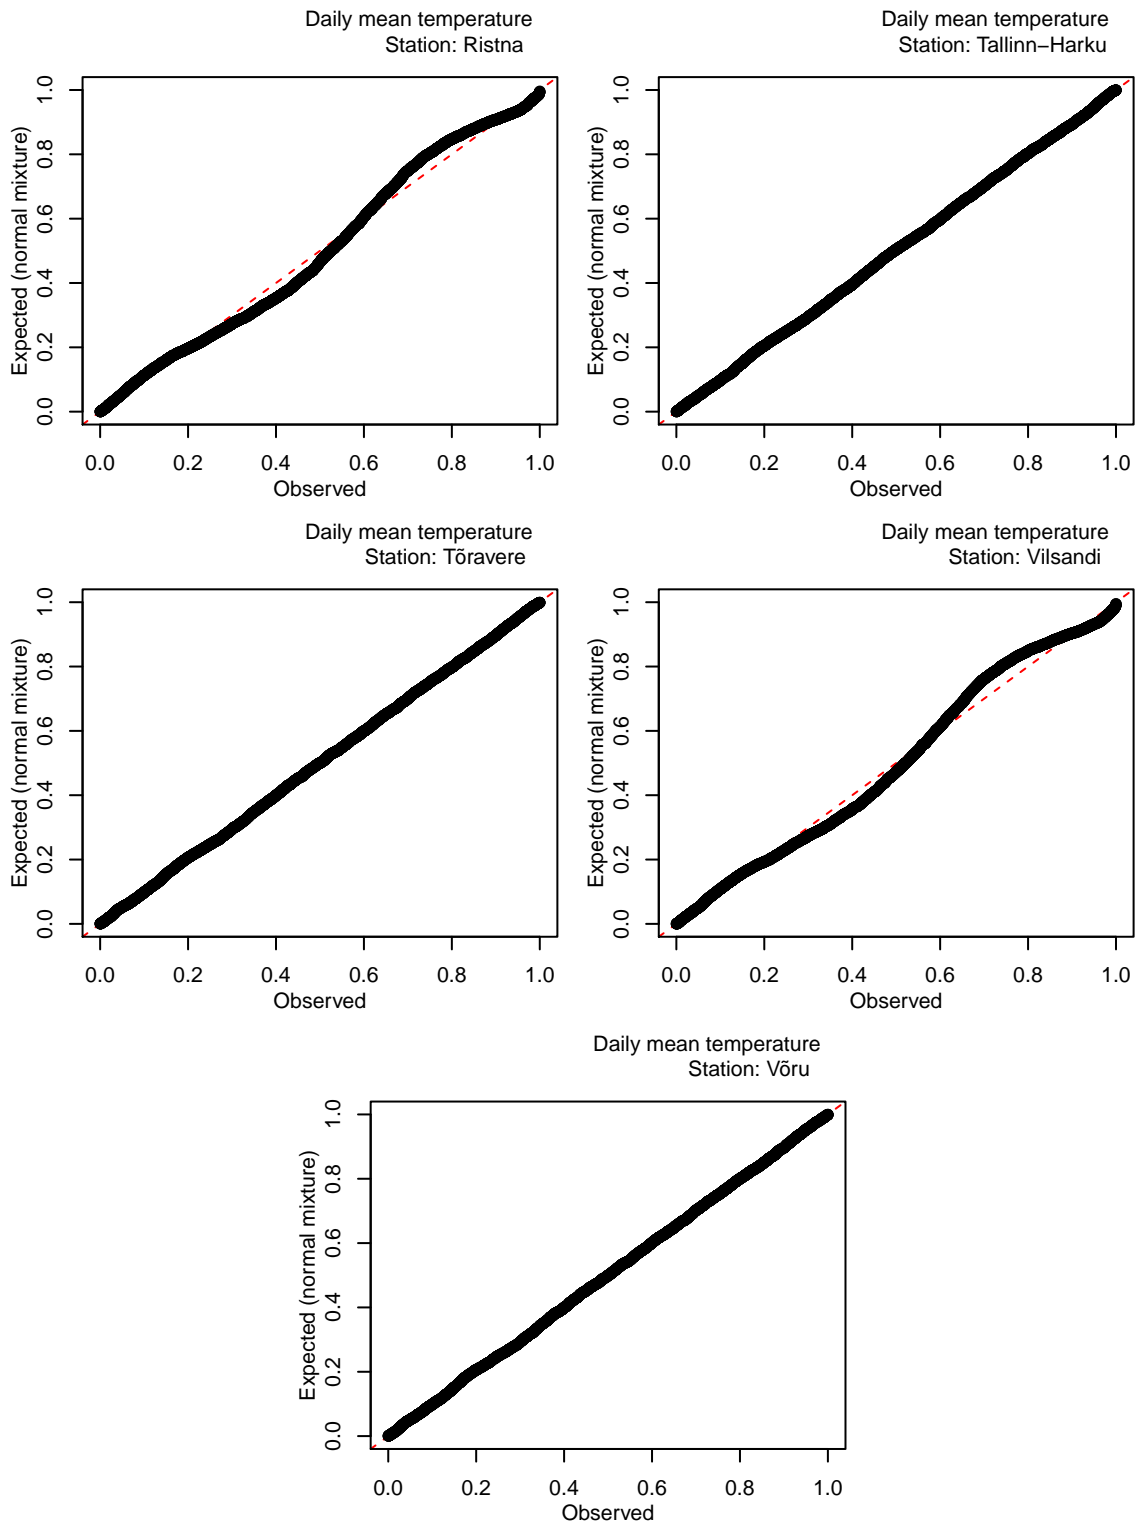 Daily mean temperature
Station: Ristna
Expected (normal mixture)
0.0 0.2 0.4 0.6 0.8 1.0
0.0 0.2 0.4 0.6 0.8 1.0
Observed
Daily mean temperature
Station: Tallinn−Harku
Expected (normal mixture)
0.0 0.2 0.4 0.6 0.8 1.0
0.0 0.2 0.4 0.6 0.8 1.0
Observed
Daily mean temperature
Station: Tõravere
Expected (normal mixture)
0.0 0.2 0.4 0.6 0.8 1.0
0.0 0.2 0.4 0.6 0.8 1.0
Observed
Daily mean temperature
Station: Vilsandi
Expected (normal mixture)
0.0 0.2 0.4 0.6 0.8 1.0
0.0 0.2 0.4 0.6 0.8 1.0
Observed
Daily mean temperature
Station: Võru
Expected (normal mixture)
0.0 0.2 0.4 0.6 0.8 1.0
0.0 0.2 0.4 0.6 0.8 1.0
Observed